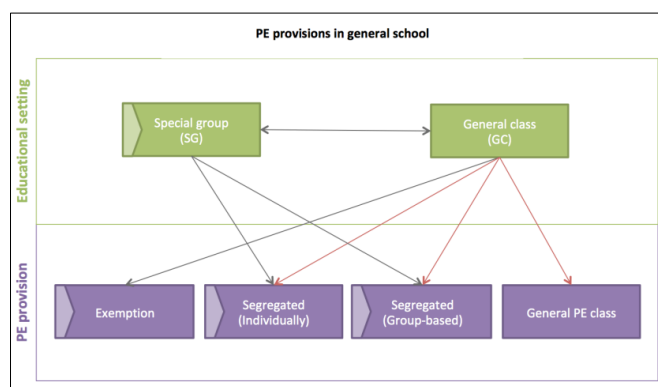 PE provisions in general school
Educational setting
Special group
(SG)
General class
(GC)
PE provision
Exemption
Segregated
(Individually)
Segregated
(Group-based)
General PE class